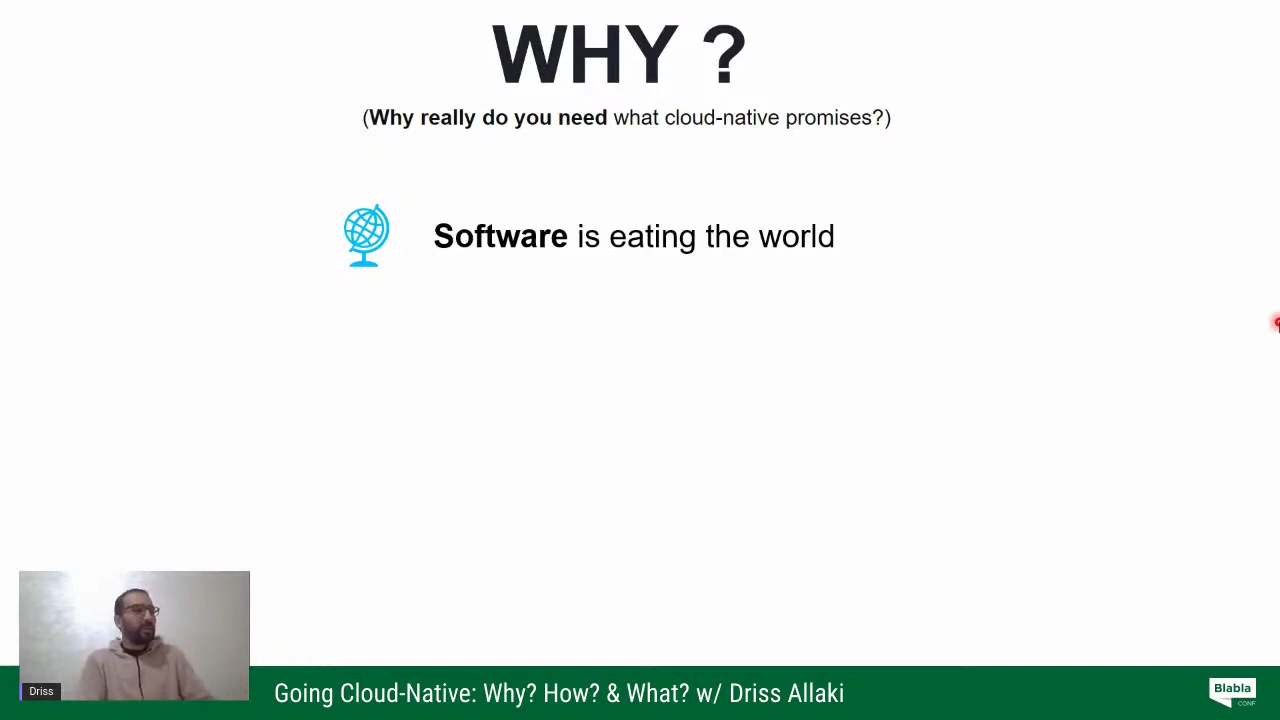 WHY ?
(Why really do you need what cloud-native promises?)
Software is eating the world
Driss
Going Cloud-Native: Why? How? & What? w/ Driss Allaki
Blabla
CONF